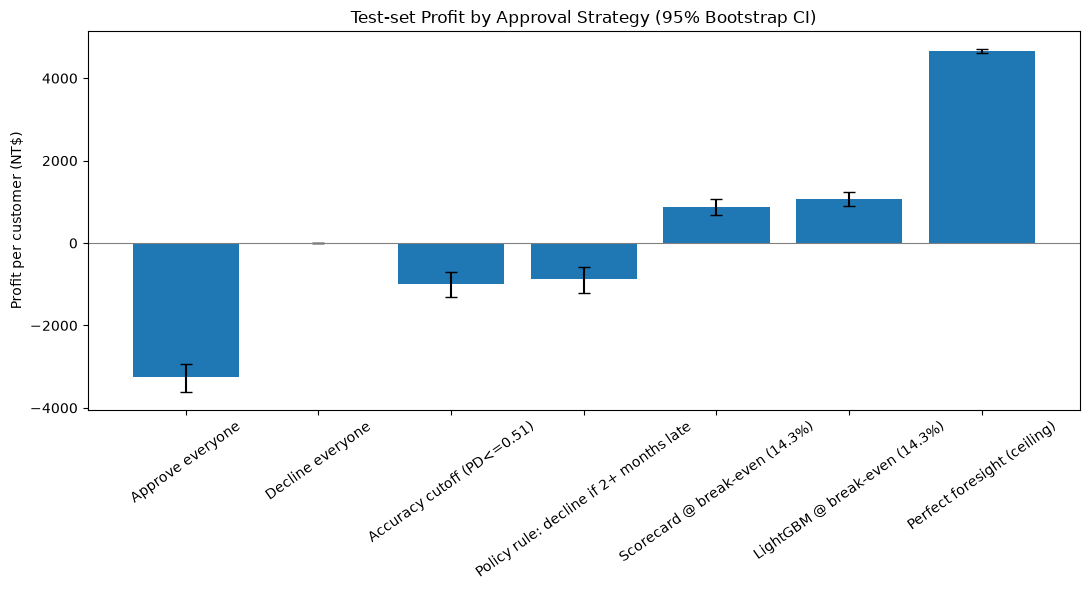 Test-set Profit by Approval Strategy (95% Bootstrap CI)
Profit per customer (NT$)
4000
2000
0
−2000
−4000
Approve everyone
Decline everyone
Accuracy cutoff (PD<=0.51)
Policy rule: decline if 2+ months late
Scorecard @ break-even (14.3%)
LightGBM @ break-even (14.3%)
Perfect foresight (ceiling)